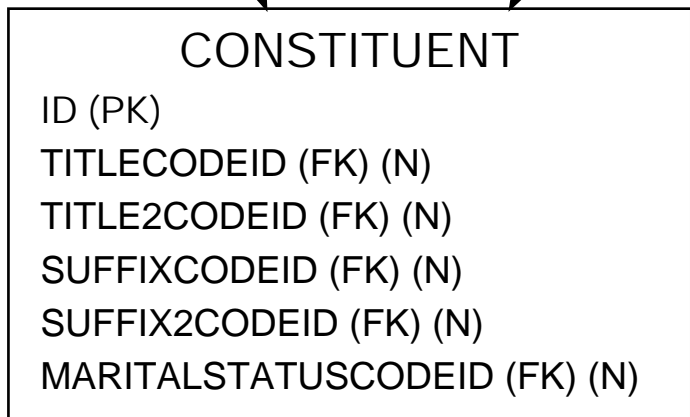 CONSTITUENT
ID (PK)
TITLECODEID (FK) (N)
TITLE2CODEID (FK) (N)
SUFFIXCODEID (FK) (N)
SUFFIX2CODEID (FK) (N)
MARITALSTATUSCODEID (FK) (N)